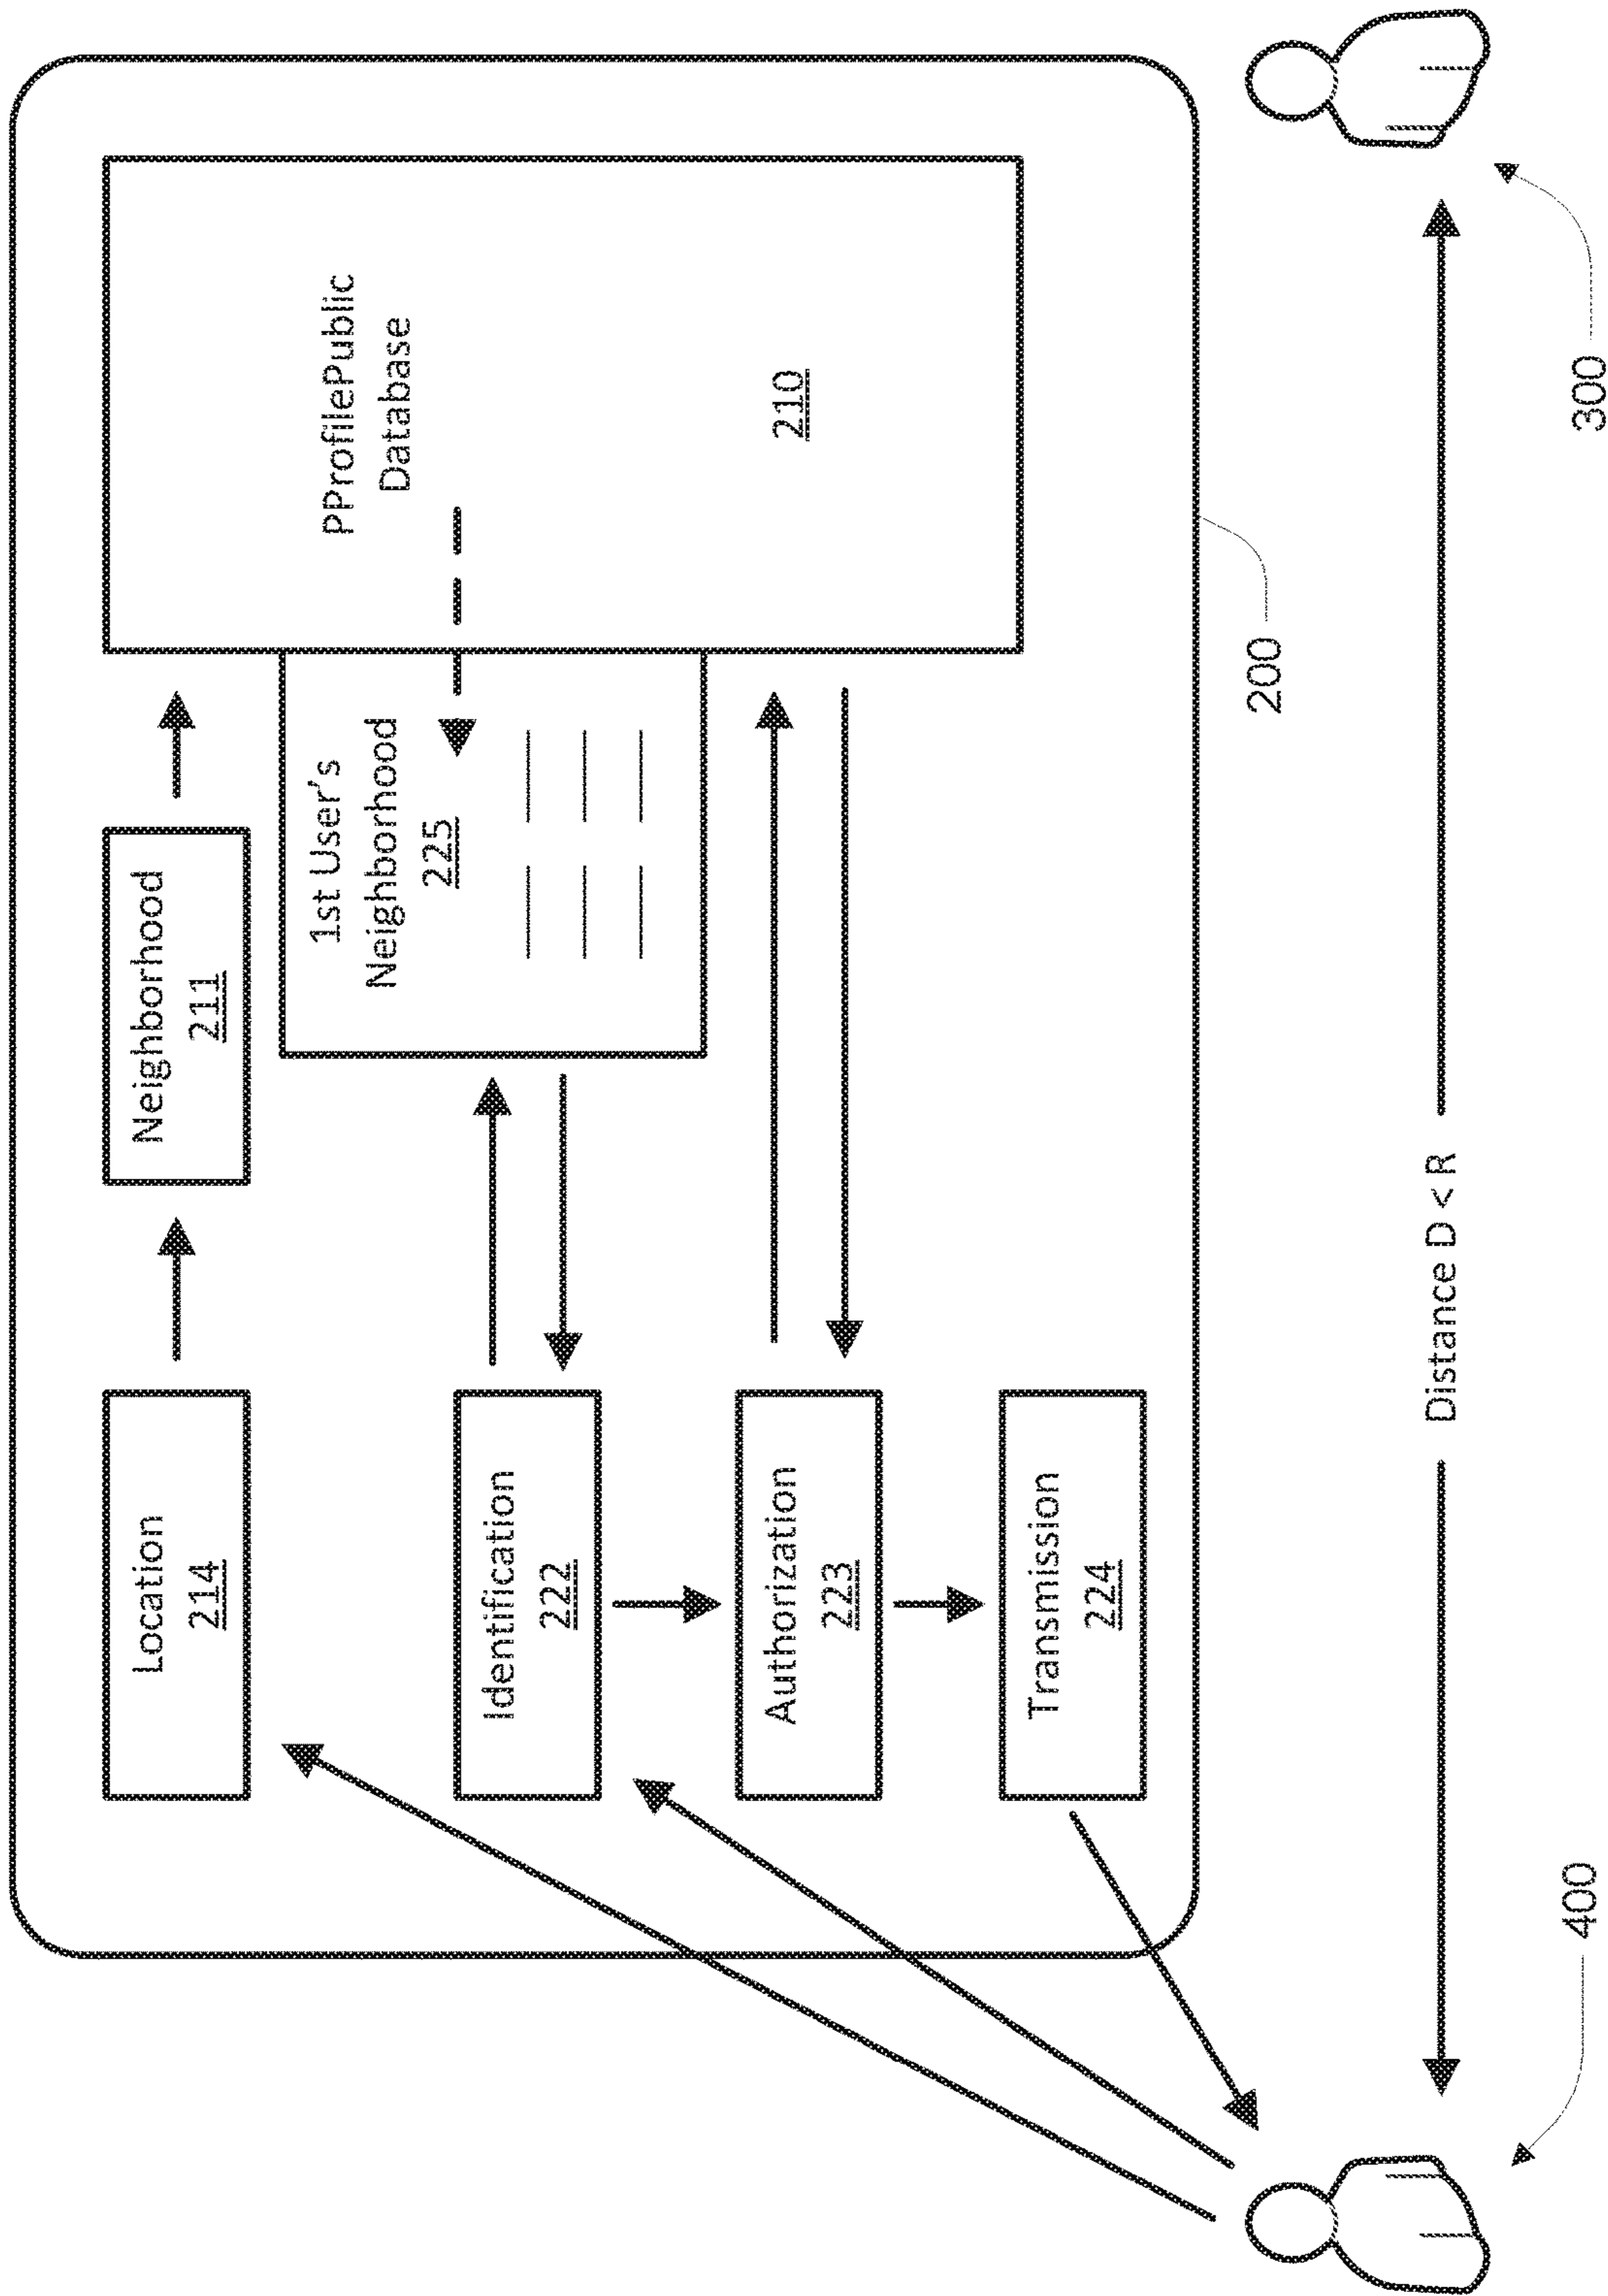 Location
214
Neighborhood
211
PProfilePublic
Database
210
1st User's
Neighborhood
225
Identification
222
Authorization
223
Transmission
224
200
Distance D < R
400
300